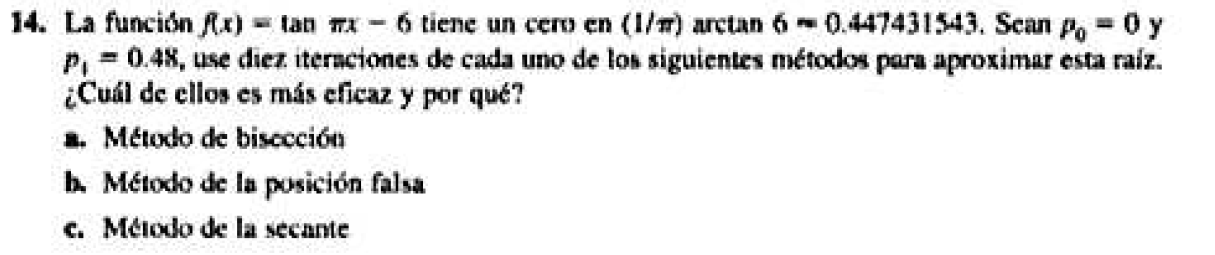 14. La función f(x) = tan πx − 6 tiene un cero en (1/π) arctan 6 ≈ 0.447431543. Sean p₀ = 0 y
p₁ = 0.48, use diez iteraciones de cada uno de los siguientes métodos para aproximar esta raíz.
¿Cuál de ellos es más eficaz y por qué?
a. Método de bisección
b. Método de la posición falsa
c. Método de la secante